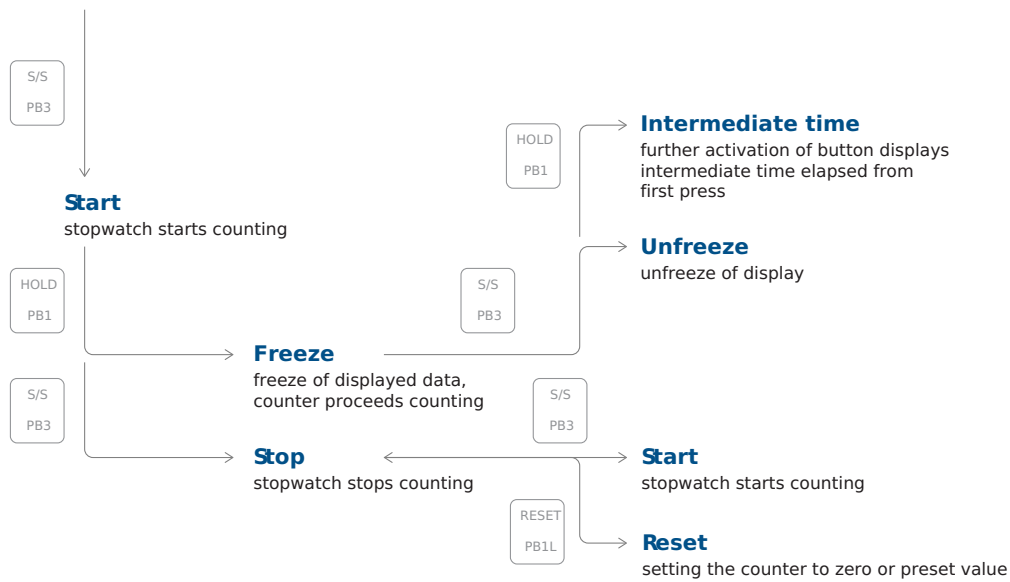 S/S
PB3
Start
stopwatch starts counting
HOLD
PB1
Intermediate time
further activation of button displays
intermediate time elapsed from
first press
Unfreeze
unfreeze of display
HOLD
PB1
S/S
PB3
Freeze
freeze of displayed data,
counter proceeds counting
S/S
PB3
Stop
stopwatch stops counting
S/S
PB3
Start
stopwatch starts counting
RESET
PB1L
Reset
setting the counter to zero or preset value